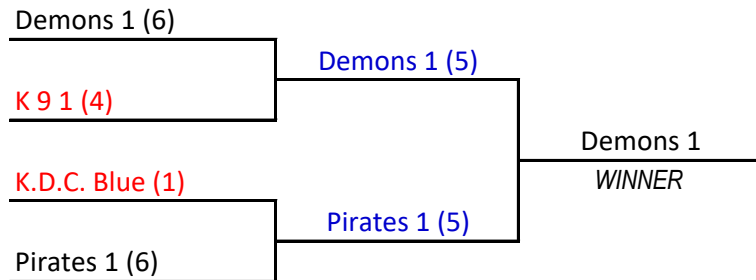 Demons 1 (6)
Demons 1 (5)
K 9 1 (4)
Demons 1
WINNER
K.D.C. Blue (1)
Pirates 1 (5)
Pirates 1 (6)